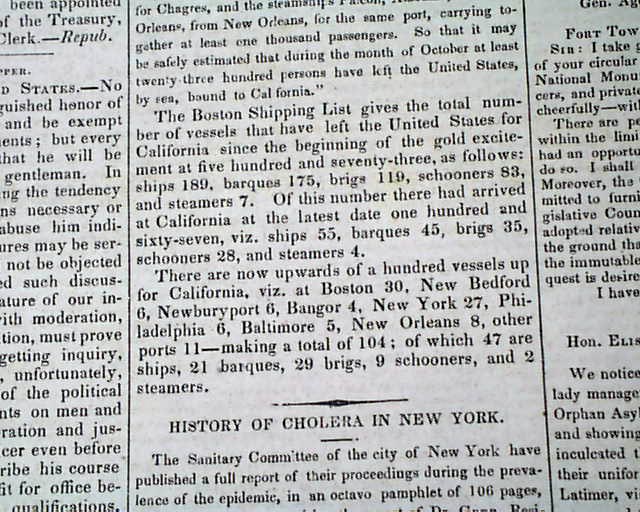 been appointed
of the Treasury,
Clerk.—Repub.
PPER.
D STATES.—No
guished honor of
and be exempt
ents; but every
that he will be
gentleman. In
ng the tendency
ns necessary or
abuse him indi-
ures may be ser-
not be objected
ed such discus-
ature of our in-
ith moderation,
tion, must prove
getting inquiry,
, unfortunately,
of the political
nts on men and
ration and jus-
cer even before
ribe his course
fit for office be-
qualifications,
for Chagres, and the steamships Falcon,
Orleans, from New Orleans, for the same port, carrying to-
gether at least one thousand passengers. So that it may
be safely estimated that during the month of October at least
twenty-three hundred persons have left the United States,
by sea, bound to California."
The Boston Shipping List gives the total num-
ber of vessels that have left the United States for
California since the beginning of the gold excite-
ment at five hundred and seventy-three, as follows:
ships 189, barques 175, brigs 119, schooners 83,
and steamers 7. Of this number there had arrived
at California at the latest date one hundred and
sixty-seven, viz. ships 55, barques 45, brigs 35,
schooners 28, and steamers 4.
There are now upwards of a hundred vessels up
for California, viz. at Boston 30, New Bedford
6, Newburyport 6, Bangor 4, New York 27, Phi-
ladelphia 6, Baltimore 5, New Orleans 8, other
ports 11—making a total of 104; of which 47 are
ships, 21 barques, 29 brigs, 9 schooners, and 2
steamers.
HISTORY OF CHOLERA IN NEW YORK.
The Sanitary Committee of the city of New York have
published a full report of their proceedings during the preva-
lence of the epidemic, in an octavo pamphlet of 106 pages,
Gen.
FORT TOW
SIR: I take
of your circular
National Monu
cers, and private
cheerfully—wi
There are pe
within the limi
had an opportu
do so. I shall
Moreover, the
mitted to furn
gislative Coun
adopted relativ
the ground tha
the immutable
quest is desire
I have
Hon. ELIS
We notice
lady manage
Orphan Asy
and showing
inculcated t
their unifor
Latimer, vi